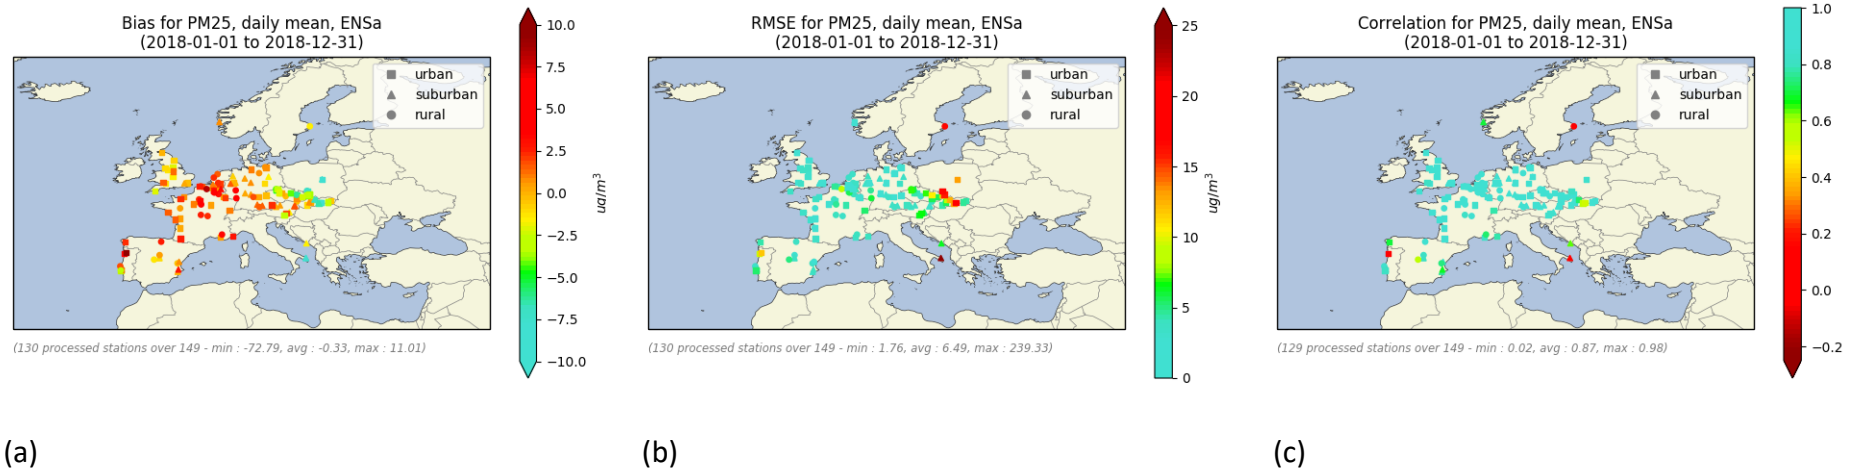 Bias for PM25, daily mean, ENSa
(2018-01-01 to 2018-12-31)
urban
suburban
rural
10.0
7.5
5.0
2.5
0.0
−2.5
−5.0
−7.5
−10.0
ug/m³
(130 processed stations over 149 - min : -72.79, avg : -0.33, max : 11.01)
(a)
RMSE for PM25, daily mean, ENSa
(2018-01-01 to 2018-12-31)
urban
suburban
rural
25
20
15
10
5
0
ug/m³
(130 processed stations over 149 - min : 1.76, avg : 6.49, max : 239.33)
(b)
Correlation for PM25, daily mean, ENSa
(2018-01-01 to 2018-12-31)
urban
suburban
rural
1.0
0.8
0.6
0.4
0.2
0.0
−0.2
(129 processed stations over 149 - min : 0.02, avg : 0.87, max : 0.98)
(c)